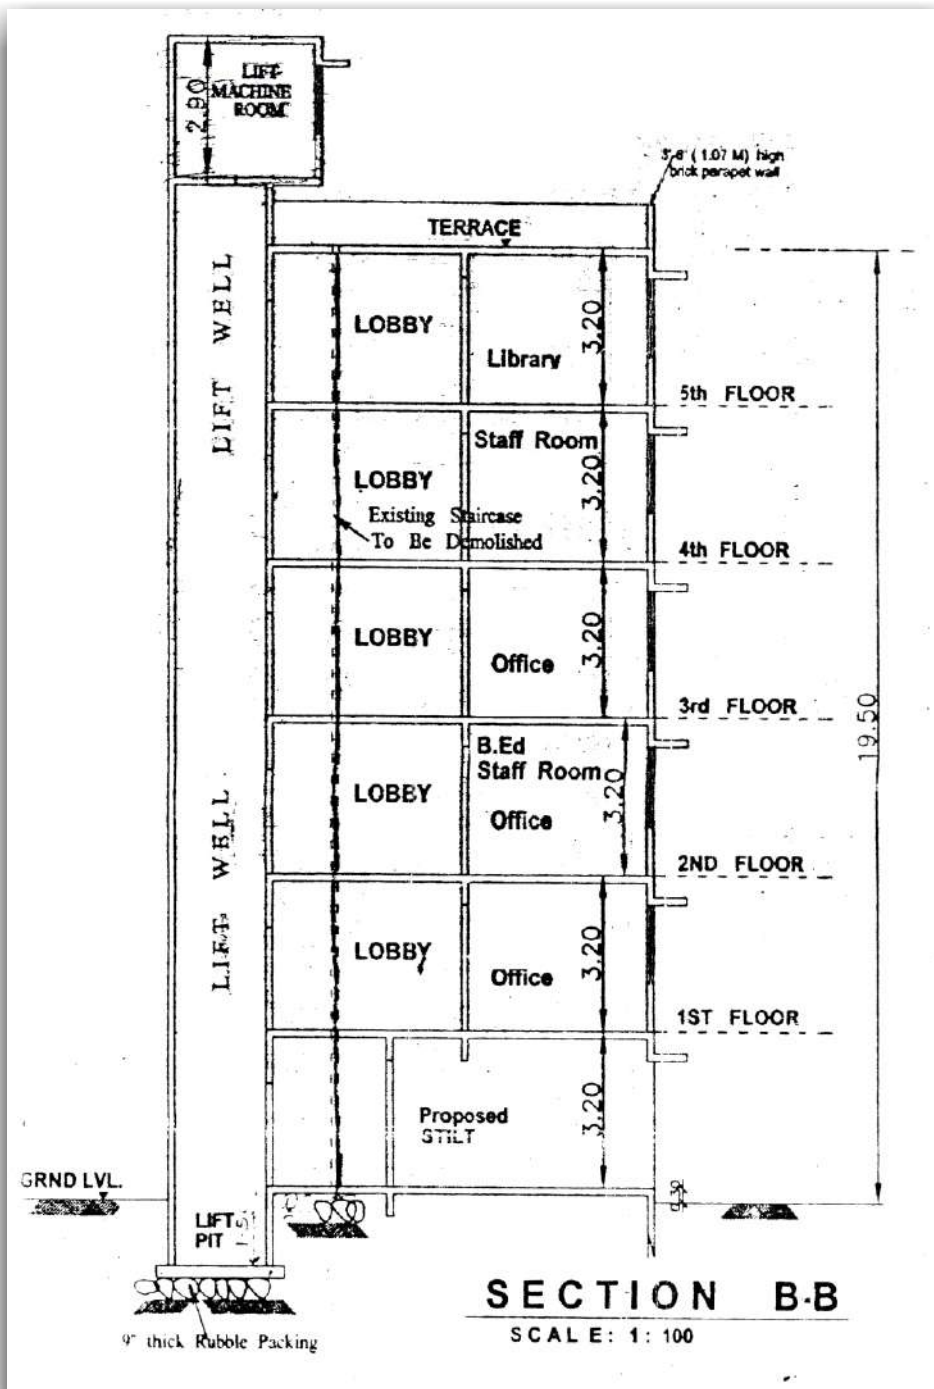 LIFT
MACHINE
ROOM
2.90
3'-6" ( 1.07 M) high
brick parapet wall
TERRACE
LIFT WELL
LOBBY
Library
3.20
5th FLOOR
LOBBY
Staff Room
3.20
Existing Staircase
To Be Demolished
4th FLOOR
LOBBY
Office
3.20
3rd FLOOR
19.50
LIFT WELL
LOBBY
B.Ed
Staff Room
Office
3.20
2ND FLOOR
LOBBY
Office
3.20
1ST FLOOR
Proposed
STILT
3.20
GRND LVL.
LIFT
PIT
9" thick Rubble Packing
SECTION B-B
SCALE: 1: 100